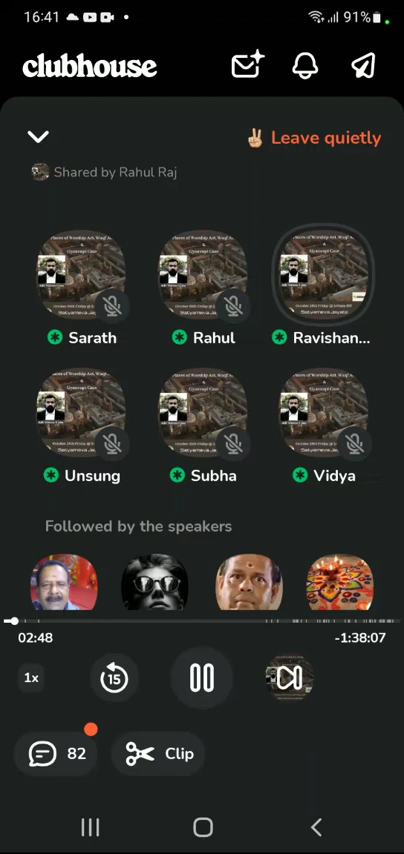 16:41
91%
clubhouse
Leave quietly
Shared by Rahul Raj
Sarath
Rahul
Ravishan...
Unsung
Subha
Vidya
Followed by the speakers
02:48
-1:38:07
1x
15
82
Clip